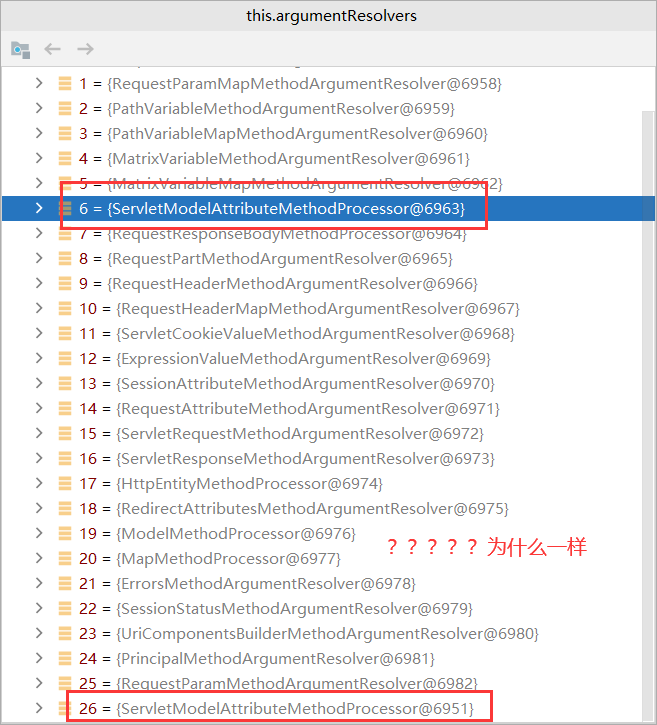 this.argumentResolvers
1 = {RequestParamMapMethodArgumentResolver@6958}
2 = {PathVariableMethodArgumentResolver@6959}
3 = {PathVariableMapMethodArgumentResolver@6960}
4 = {MatrixVariableMethodArgumentResolver@6961}
5 = {MatrixVariableMapMethodArgumentResolver@6962}
6 = {ServletModelAttributeMethodProcessor@6963}
7 = {RequestResponseBodyMethodProcessor@6964}
8 = {RequestPartMethodArgumentResolver@6965}
9 = {RequestHeaderMethodArgumentResolver@6966}
10 = {RequestHeaderMapMethodArgumentResolver@6967}
11 = {ServletCookieValueMethodArgumentResolver@6968}
12 = {ExpressionValueMethodArgumentResolver@6969}
13 = {SessionAttributeMethodArgumentResolver@6970}
14 = {RequestAttributeMethodArgumentResolver@6971}
15 = {ServletRequestMethodArgumentResolver@6972}
16 = {ServletResponseMethodArgumentResolver@6973}
17 = {HttpEntityMethodProcessor@6974}
18 = {RedirectAttributesMethodArgumentResolver@6975}
19 = {ModelMethodProcessor@6976}
？？？？？为什么一样
20 = {MapMethodProcessor@6977}
21 = {ErrorsMethodArgumentResolver@6978}
22 = {SessionStatusMethodArgumentResolver@6979}
23 = {UriComponentsBuilderMethodArgumentResolver@6980}
24 = {PrincipalMethodArgumentResolver@6981}
25 = {RequestParamMethodArgumentResolver@6982}
26 = {ServletModelAttributeMethodProcessor@6951}